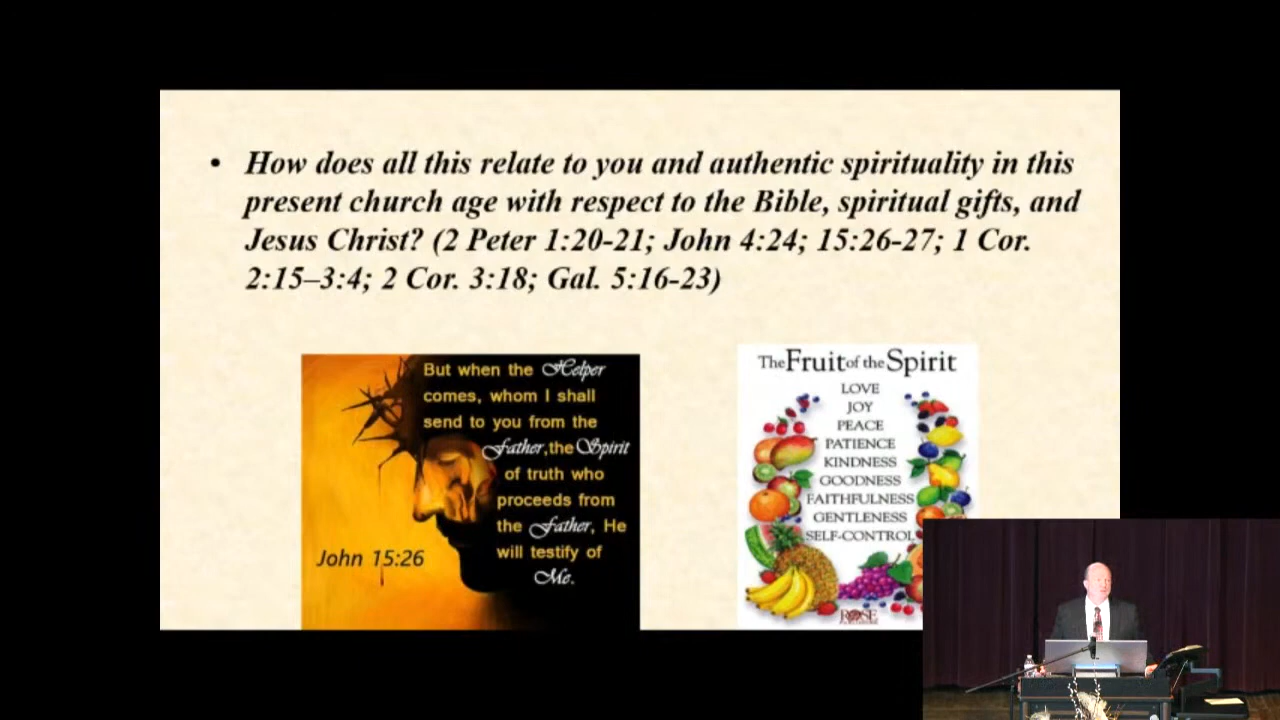 • How does all this relate to you and authentic spirituality in this
present church age with respect to the Bible, spiritual gifts, and
Jesus Christ? (2 Peter 1:20-21; John 4:24; 15:26-27; 1 Cor.
2:15–3:4; 2 Cor. 3:18; Gal. 5:16-23)
But when the Helper
comes, whom I shall
send to you from the
Father, the Spirit
of truth who
proceeds from
the Father, He
will testify of
Me.
John 15:26
The Fruit of the Spirit
LOVE
JOY
PEACE
PATIENCE
KINDNESS
GOODNESS
FAITHFULNESS
GENTLENESS
SELF-CONTROL
ROSE